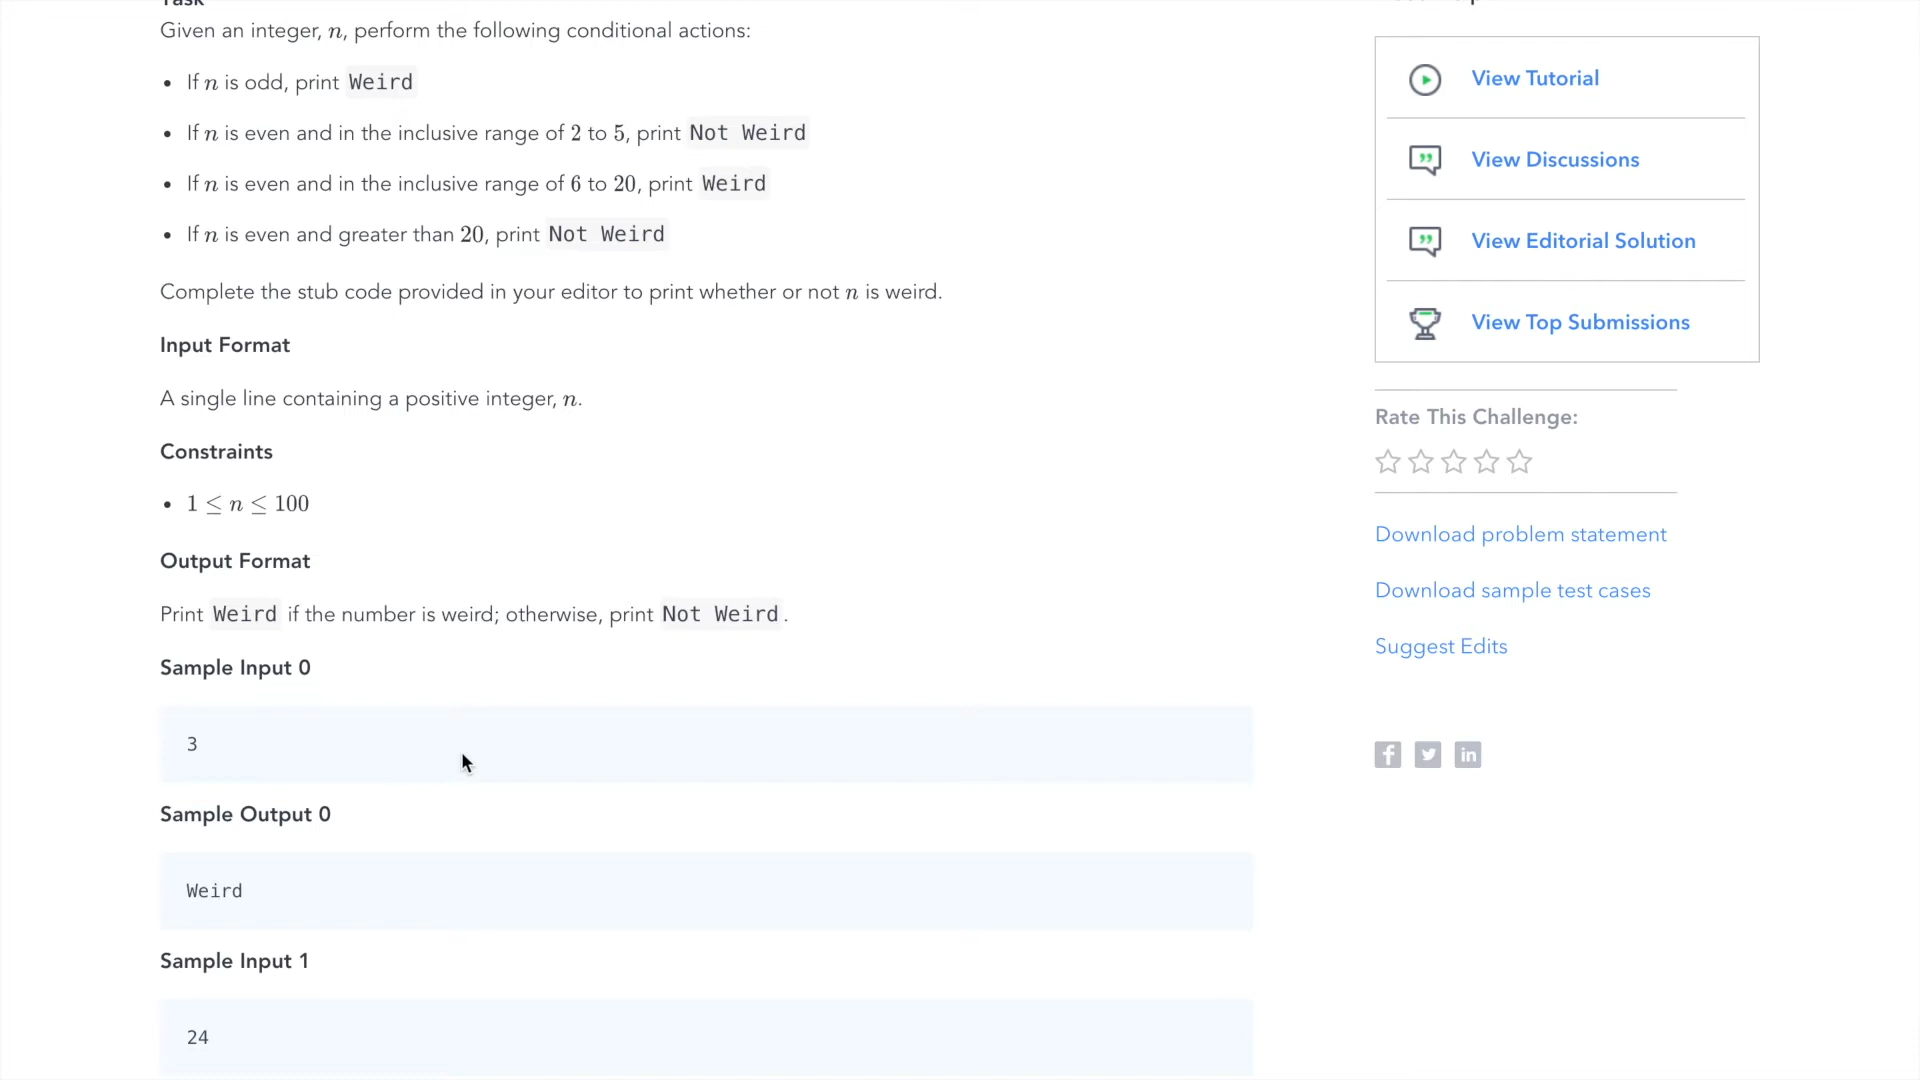 Task
Given an integer, n, perform the following conditional actions:
• If n is odd, print Weird
• If n is even and in the inclusive range of 2 to 5, print Not Weird
• If n is even and in the inclusive range of 6 to 20, print Weird
• If n is even and greater than 20, print Not Weird
Complete the stub code provided in your editor to print whether or not n is weird.
Input Format
A single line containing a positive integer, n.
Constraints
• 1 ≤ n ≤ 100
Output Format
Print Weird if the number is weird; otherwise, print Not Weird.
Sample Input 0
3
Sample Output 0
Weird
Sample Input 1
24
View Tutorial
View Discussions
View Editorial Solution
View Top Submissions
Rate This Challenge:
Download problem statement
Download sample test cases
Suggest Edits